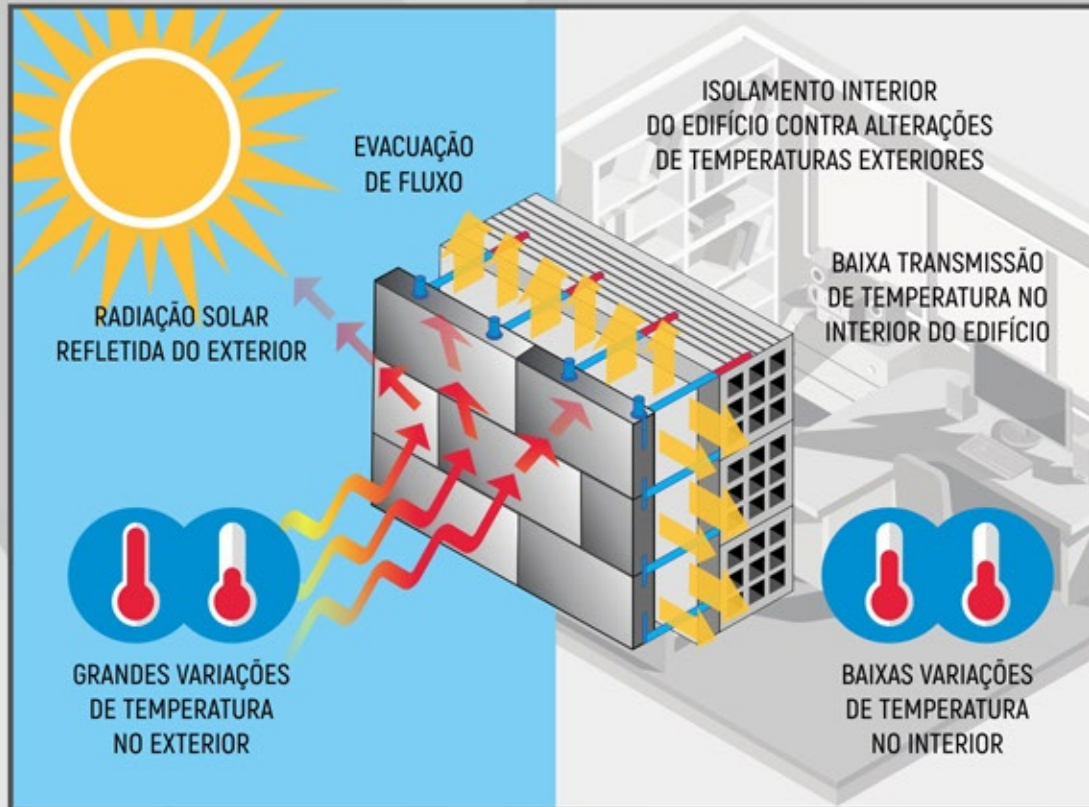 ISOLAMENTO INTERIOR
DO EDIFÍCIO CONTRA ALTERAÇÕES
DE TEMPERATURAS EXTERIORES
EVACUAÇÃO
DE FLUXO
BAIXA TRANSMISSÃO
DE TEMPERATURA NO
INTERIOR DO EDIFÍCIO
RADIAÇÃO SOLAR
REFLETIDA DO EXTERIOR
GRANDES VARIAÇÕES
DE TEMPERATURA
NO EXTERIOR
BAIXAS VARIAÇÕES
DE TEMPERATURA
NO INTERIOR